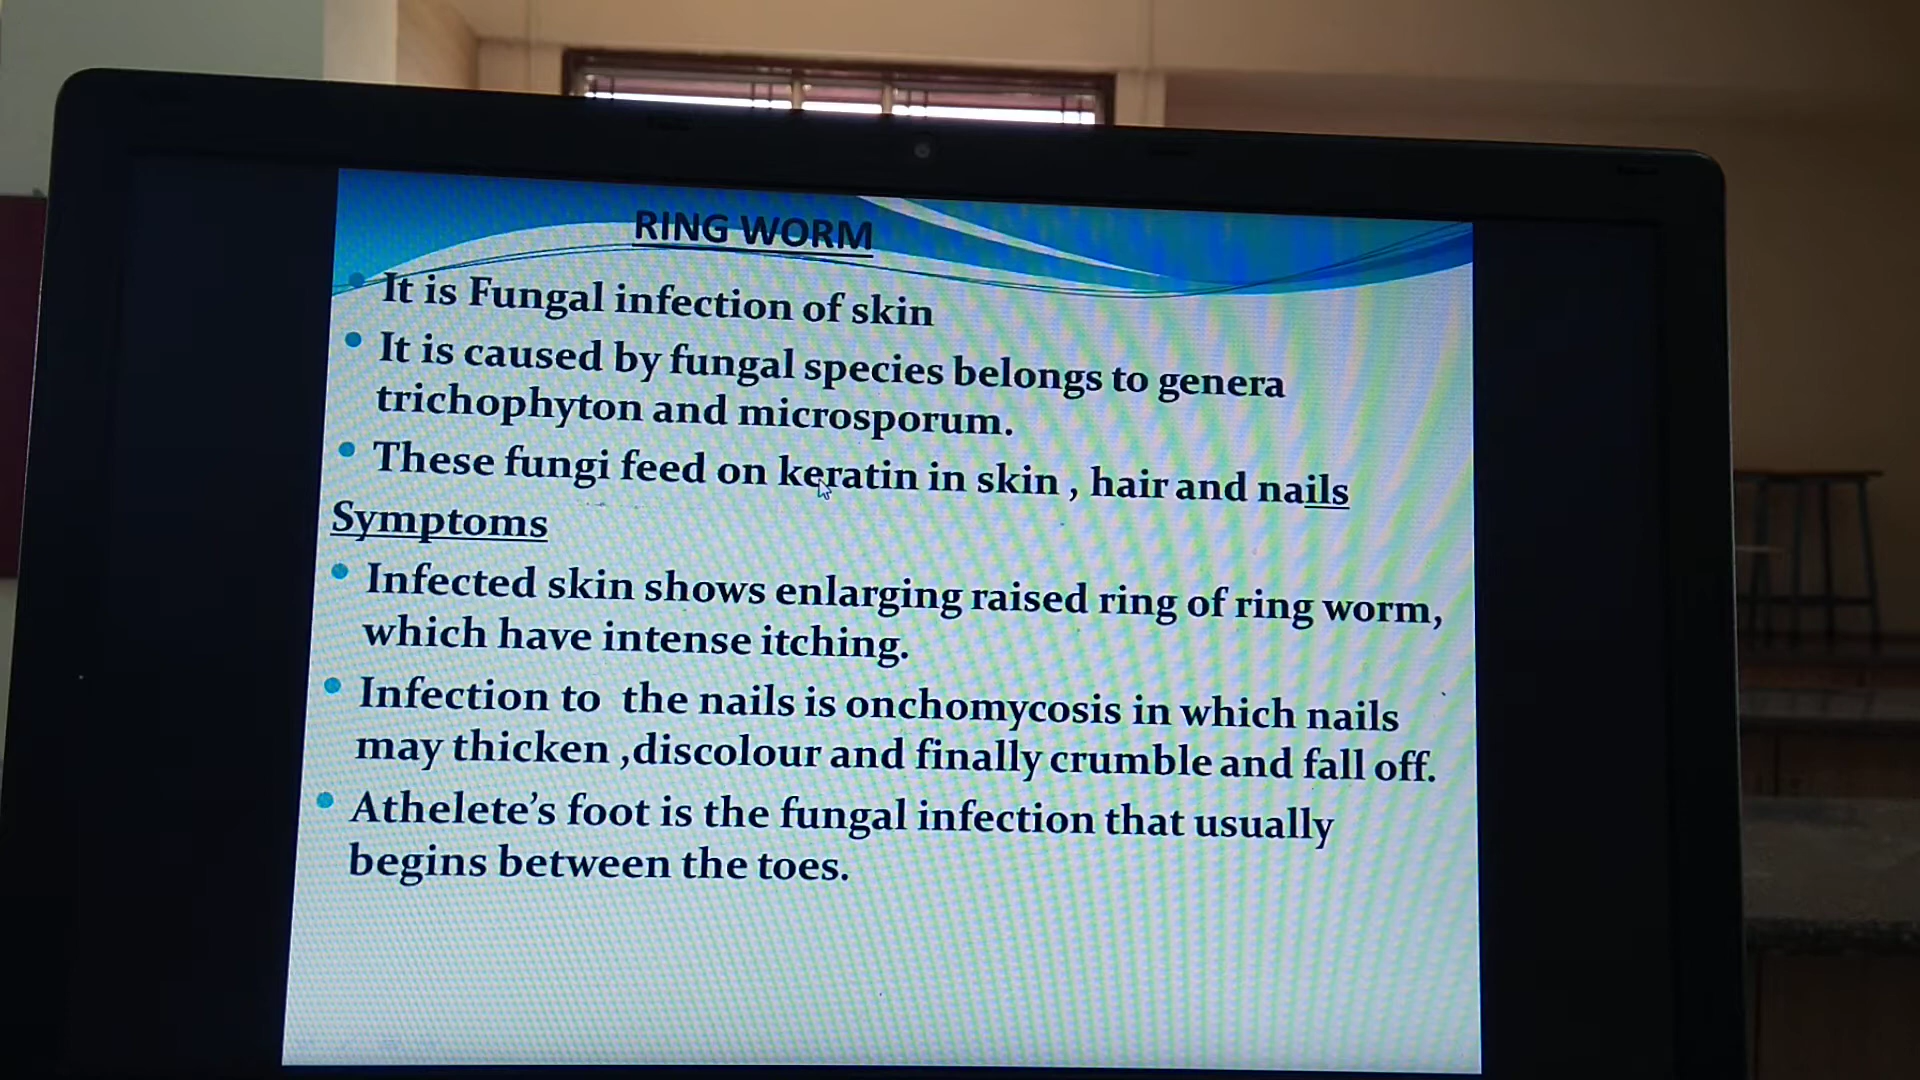 RING WORM
It is Fungal infection of skin
It is caused by fungal species belongs to genera
trichophyton and microsporum.
These fungi feed on keratin in skin , hair and nails
Symptoms
Infected skin shows enlarging raised ring of ring worm,
which have intense itching.
Infection to the nails is onchomycosis in which nails
may thicken ,discolour and finally crumble and fall off.
Athelete’s foot is the fungal infection that usually
begins between the toes.